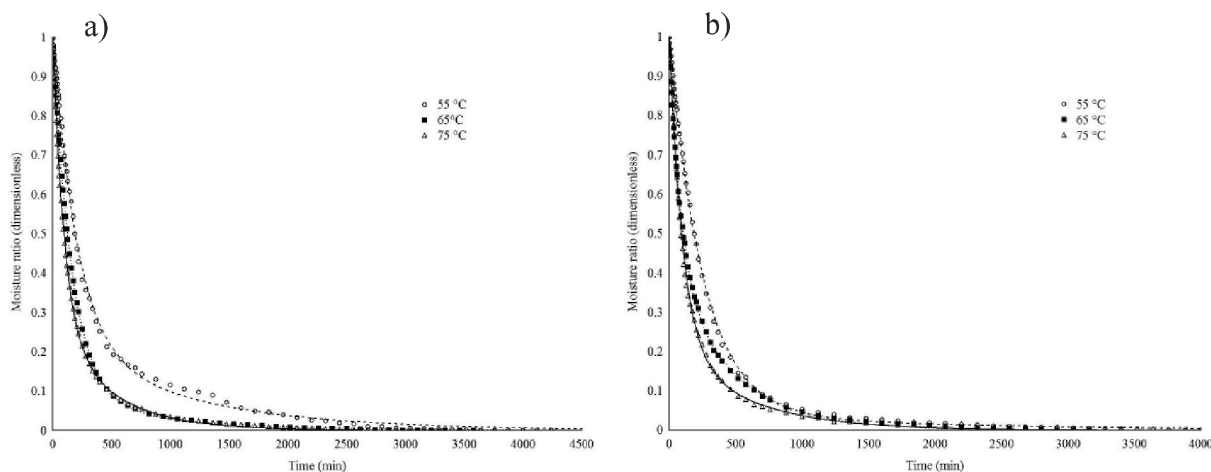 a)
1
0.9
0.8
0.7
0.6
0.5
0.4
0.3
0.2
0.1
0
Moisture ratio (dimensionless)
55 °C
65°C
75 °C
0 500 1000 1500 2000 2500 3000 3500 4000 4500
Time (min)
b)
1
0.9
0.8
0.7
0.6
0.5
0.4
0.3
0.2
0.1
0
Moisture ratio (dimensionless)
55 °C
65 °C
75 °C
0 500 1000 1500 2000 2500 3000 3500 4000
Time (min)